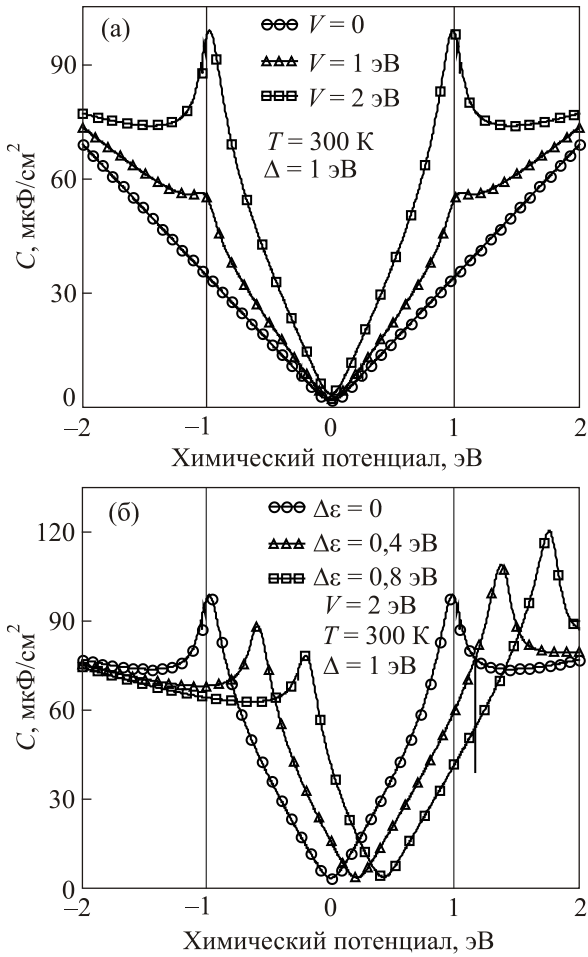 (а)
V = 0
V = 1 эВ
V = 2 эВ
T = 300 К
Δ = 1 эВ
C, мкФ/см²
90
60
30
0
–2
–1
0
1
2
Химический потенциал, эВ
(б)
Δε = 0
Δε = 0,4 эВ
Δε = 0,8 эВ
V = 2 эВ
T = 300 К
Δ = 1 эВ
C, мкФ/см²
120
90
60
30
0
–2
–1
0
1
2
Химический потенциал, эВ